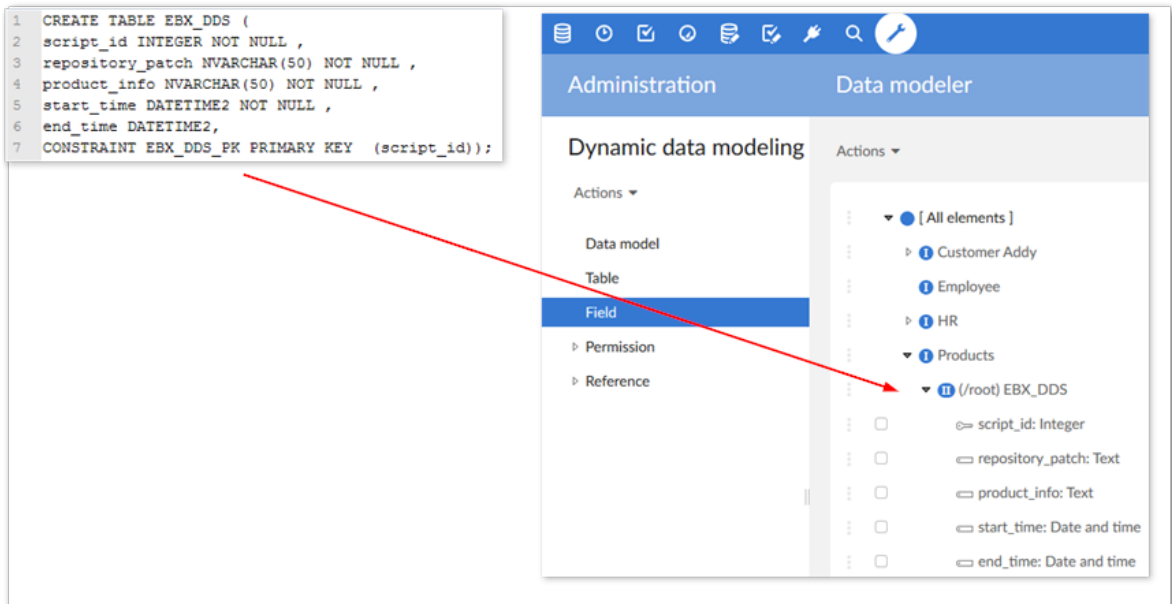 1 CREATE TABLE EBX_DDS (
2 script_id INTEGER NOT NULL ,
3 repository_patch NVARCHAR(50) NOT NULL ,
4 product_info NVARCHAR(50) NOT NULL ,
5 start_time DATETIME2 NOT NULL ,
6 end_time DATETIME2,
7 CONSTRAINT EBX_DDS_PK PRIMARY KEY  (script_id));
Administration
Dynamic data modeling
Actions
Data model
Table
Field
Permission
Reference
Data modeler
Actions
[ All elements ]
I Customer Addy
I Employee
I HR
I Products
II (/root) EBX_DDS
script_id: Integer
repository_patch: Text
product_info: Text
start_time: Date and time
end_time: Date and time